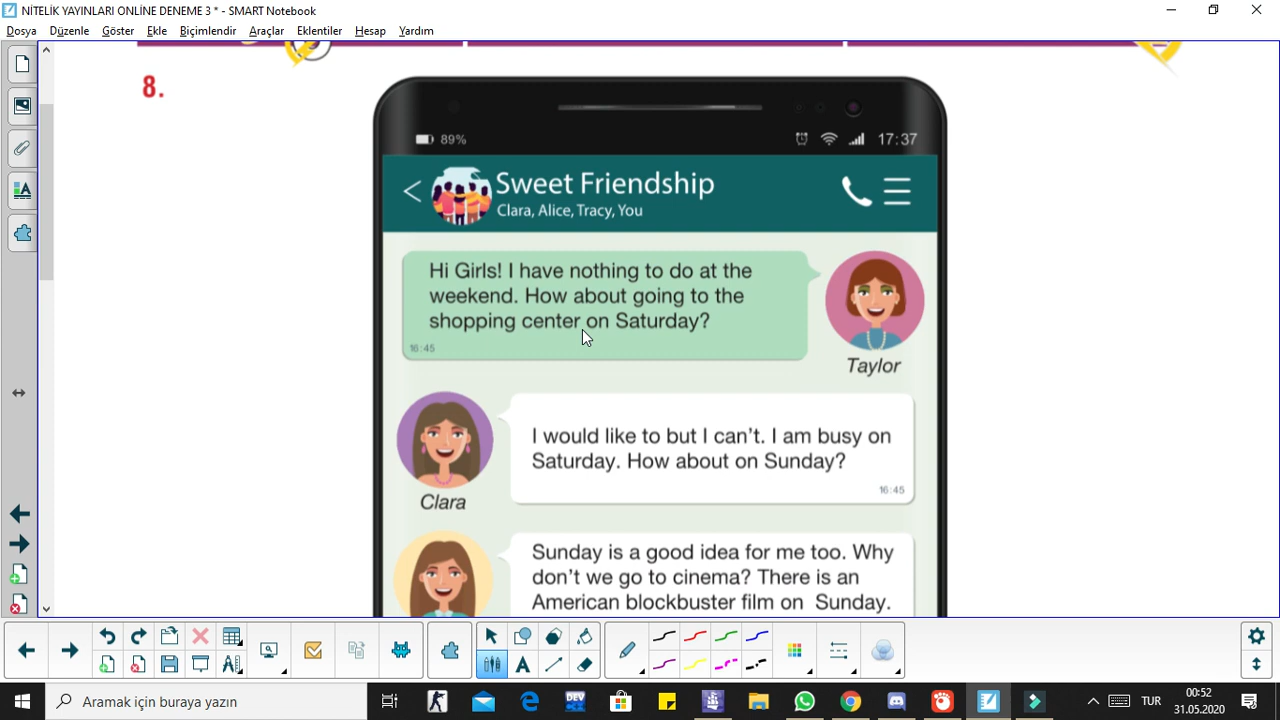 NİTELİK YAYINLARI ONLİNE DENEME 3 * - SMART Notebook
Dosya Düzenle Göster Ekle Biçimlendir Araçlar Eklentiler Hesap Yardım
8.
89% 17:37
Sweet Friendship
Clara, Alice, Tracy, You
Hi Girls! I have nothing to do at the
weekend. How about going to the
shopping center on Saturday?
16:45
Taylor
I would like to but I can't. I am busy on
Saturday. How about on Sunday?
16:45
Clara
Sunday is a good idea for me too. Why
don't we go to cinema? There is an
American blockbuster film on Sunday.
Aramak için buraya yazın
DEV
TUR
00:52
31.05.2020